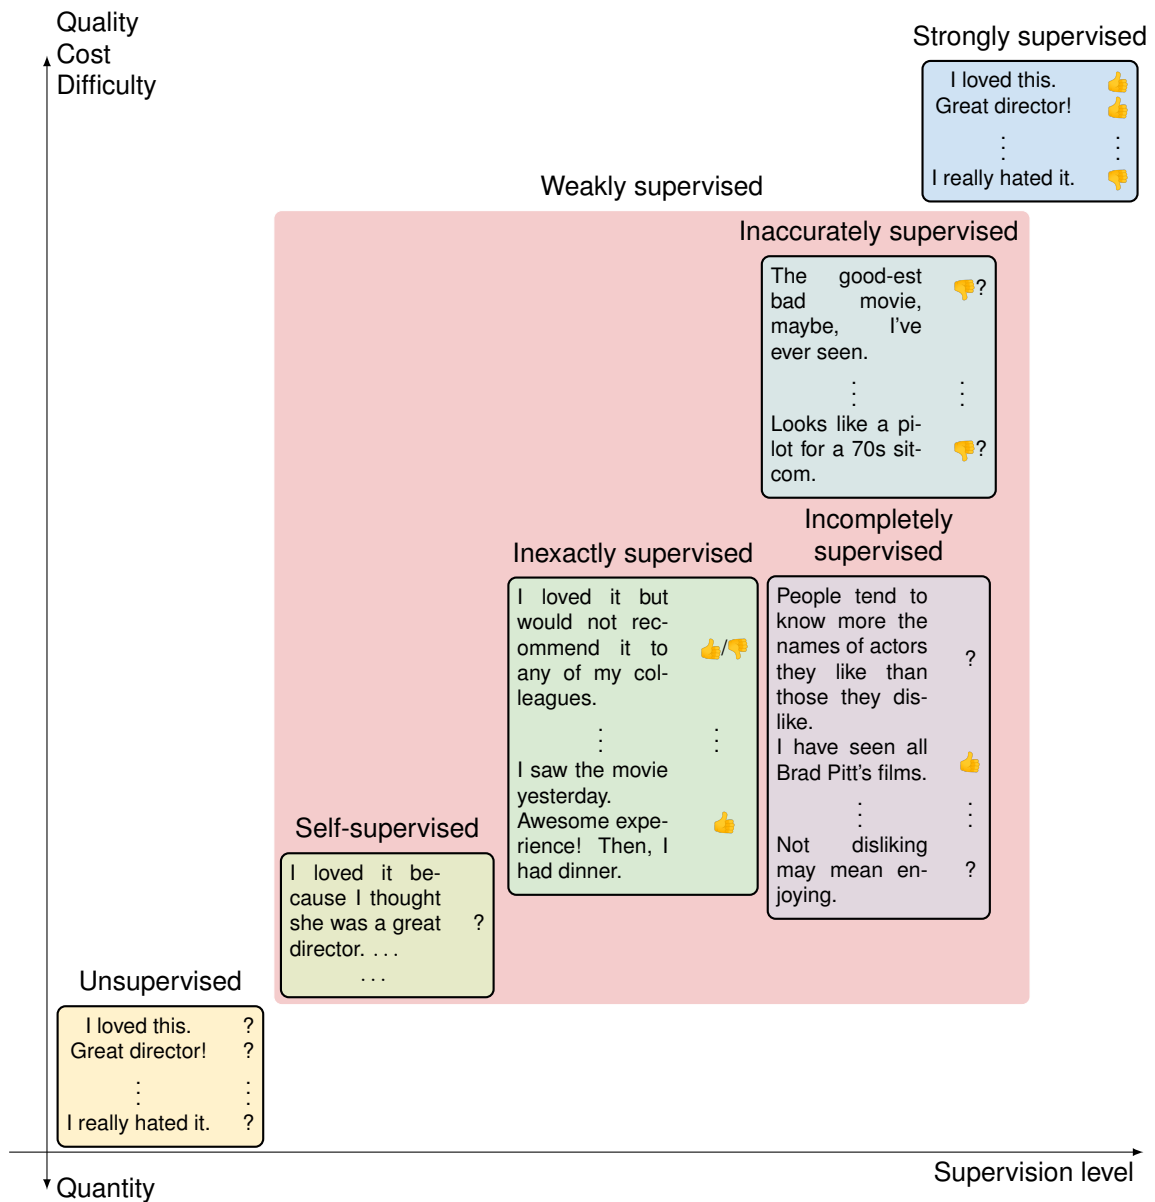 Quality
Cost
Difficulty
Strongly supervised
I loved this.
Great director!
I really hated it.
Weakly supervised
Inaccurately supervised
The good-est
bad movie,
maybe, I've
ever seen.
?
Looks like a pi-
lot for a 70s sit-
com.
?
Incompletely
supervised
People tend to
know more the
names of actors
they like than
those they dis-
like.
?
I have seen all
Brad Pitt's films.
Not disliking
may mean en-
joying.
?
Inexactly supervised
I loved it but
would not rec-
ommend it to
any of my col-
leagues.
/
I saw the movie
yesterday.
Awesome expe-
rience! Then, I
had dinner.
Self-supervised
I loved it be-
cause I thought
she was a great
director. ...
...
?
Unsupervised
I loved this. ?
Great director! ?
I really hated it. ?
Supervision level
Quantity